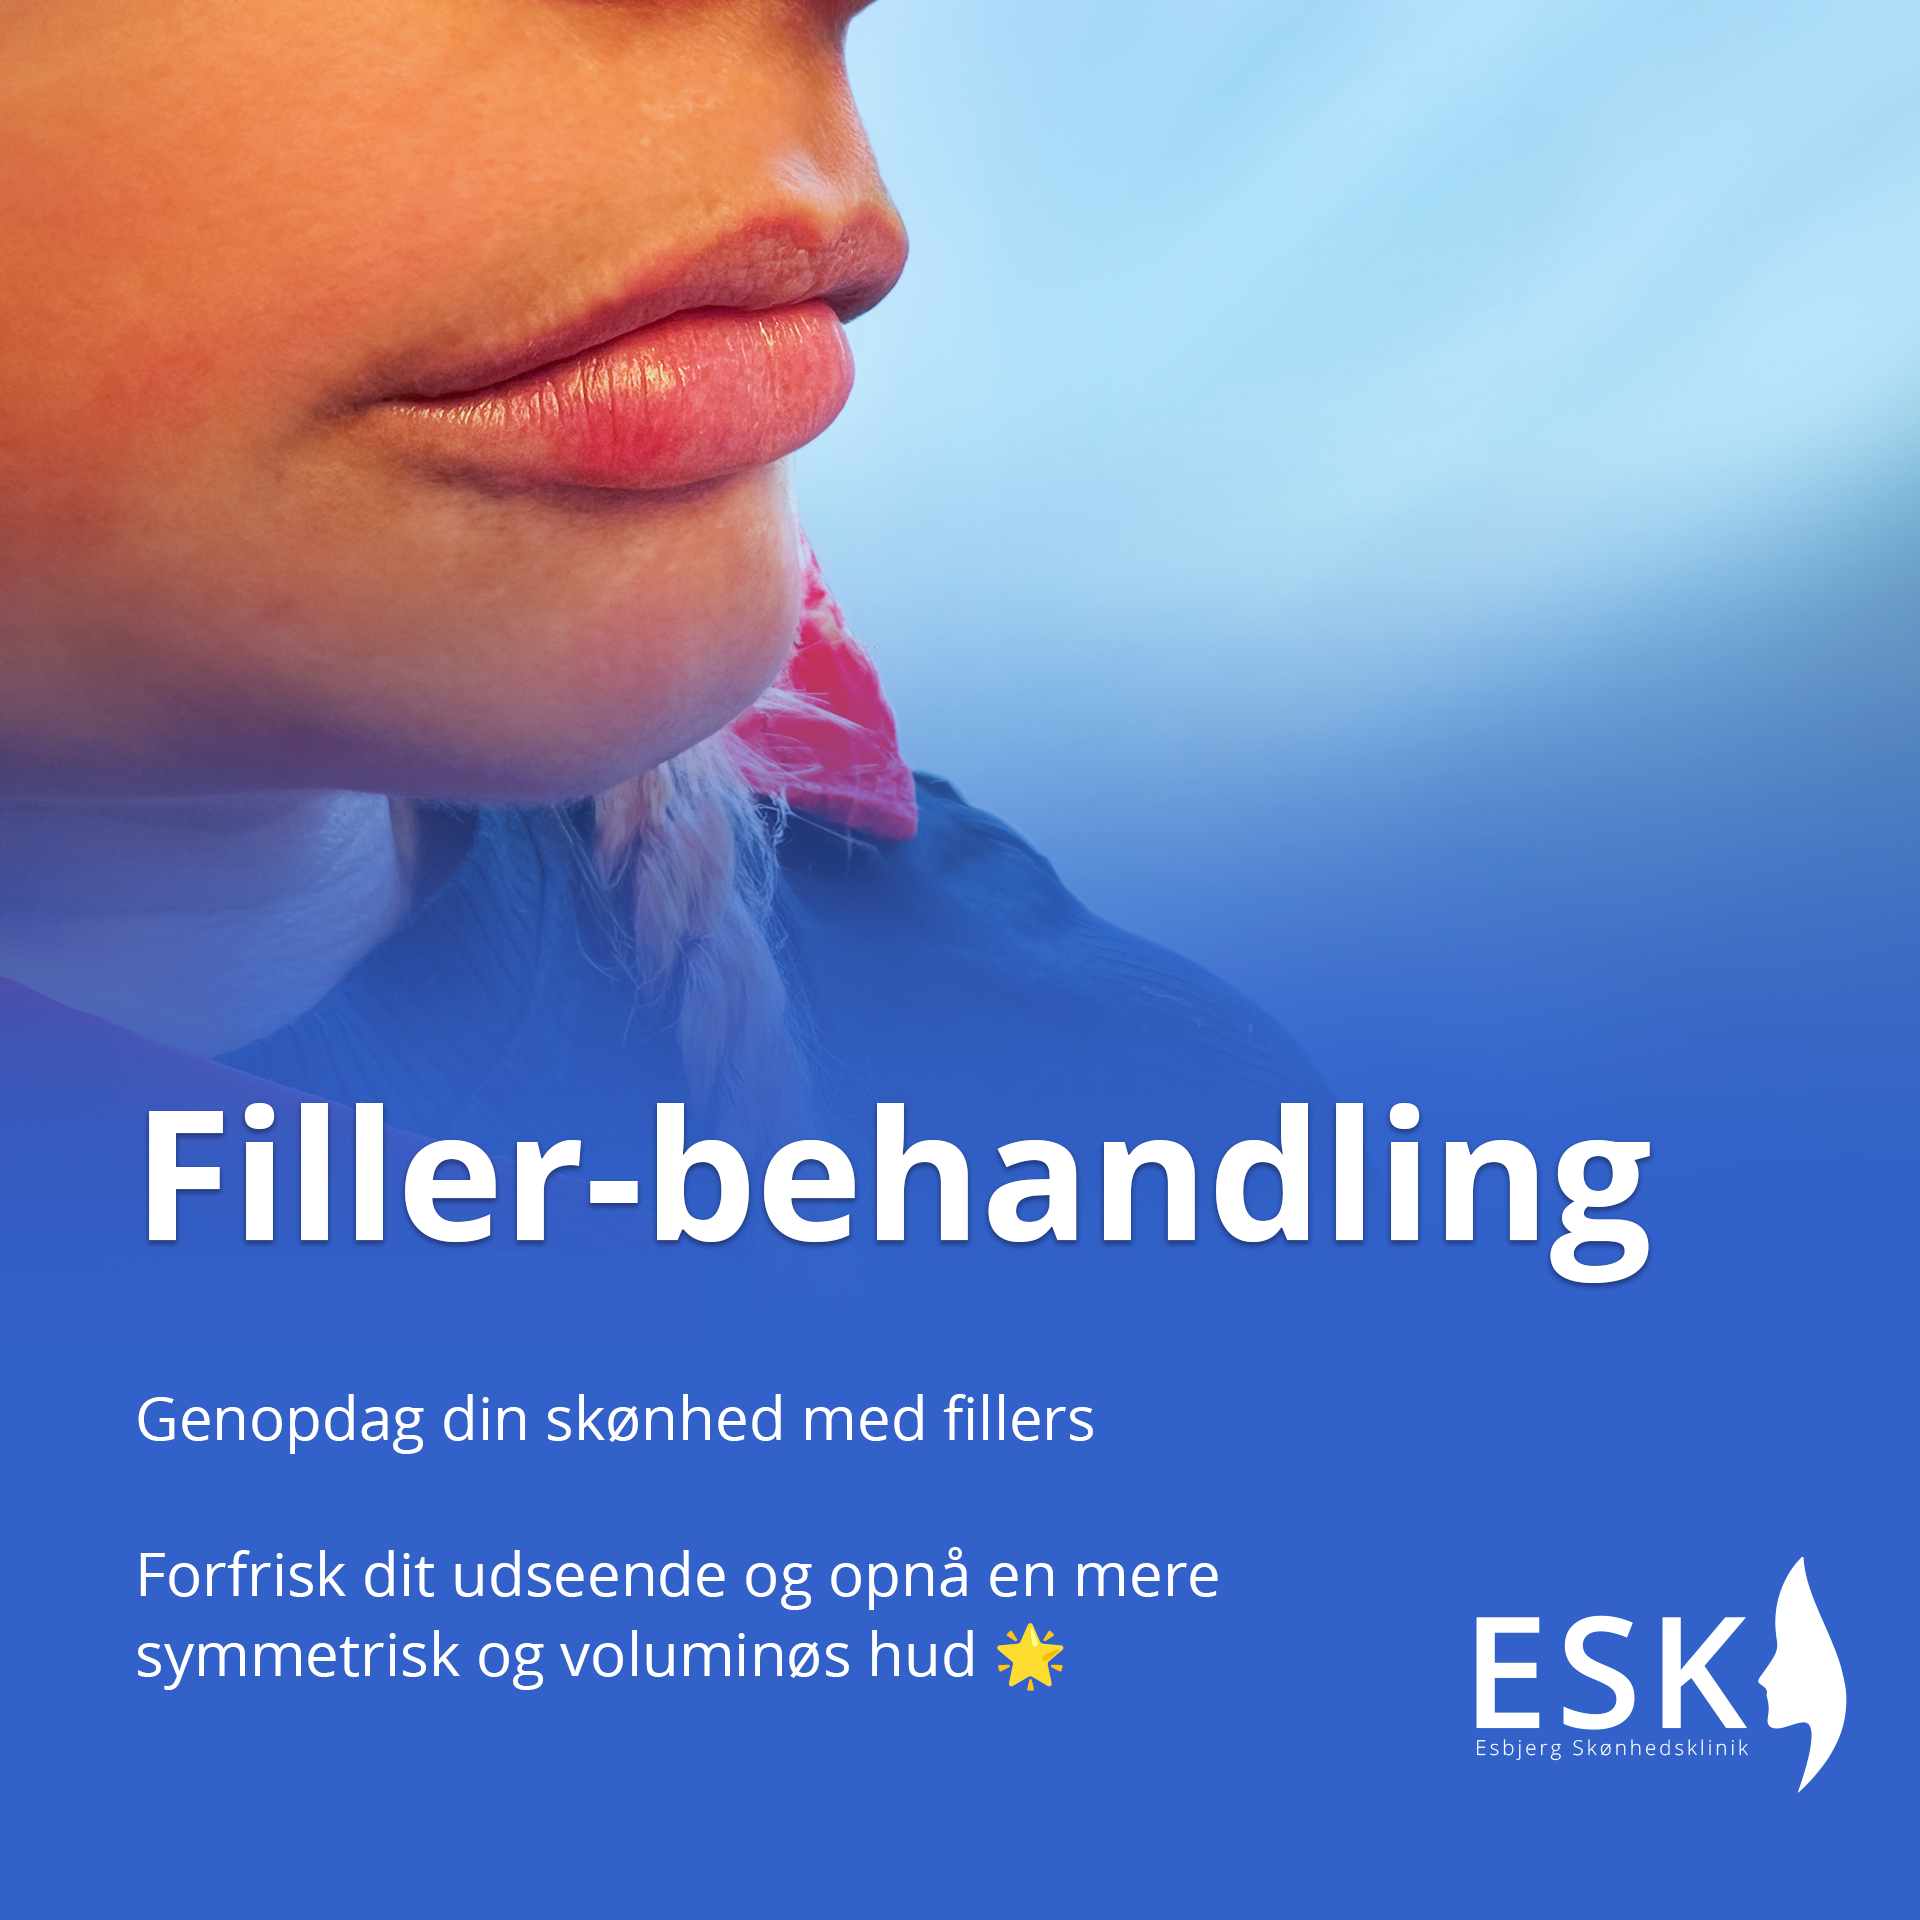 Filler-behandling
Genopdag din skønhed med fillers
Forfrisk dit udseende og opnå en mere
symmetrisk og voluminøs hud 🌟
ESK
Esbjerg Skønhedsklinik